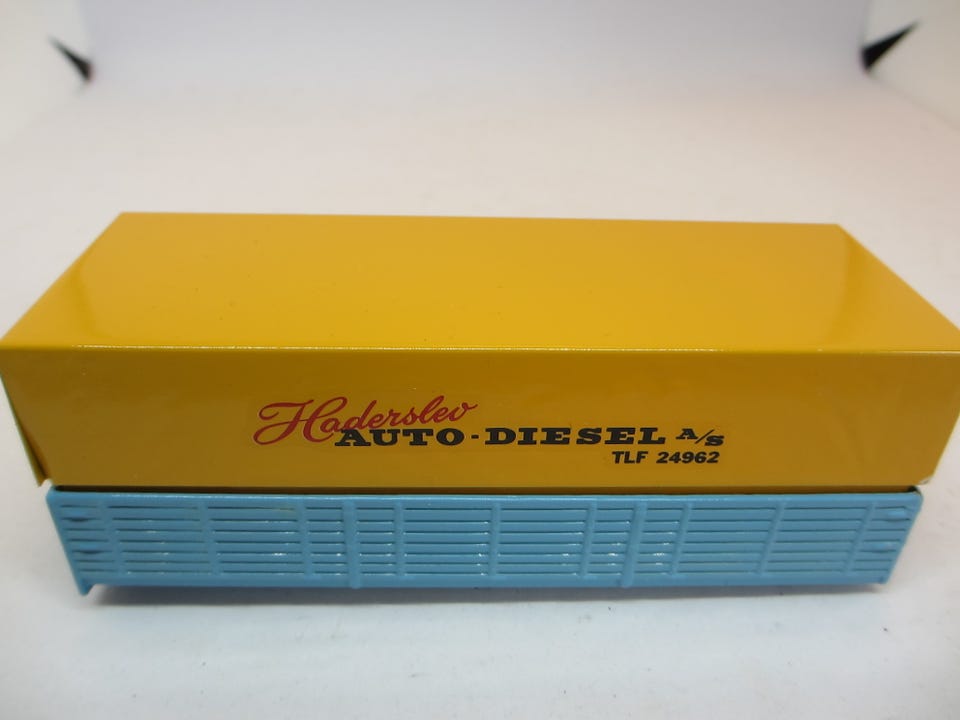 Haderslev
AUTO-DIESEL A/S
TLF 24962